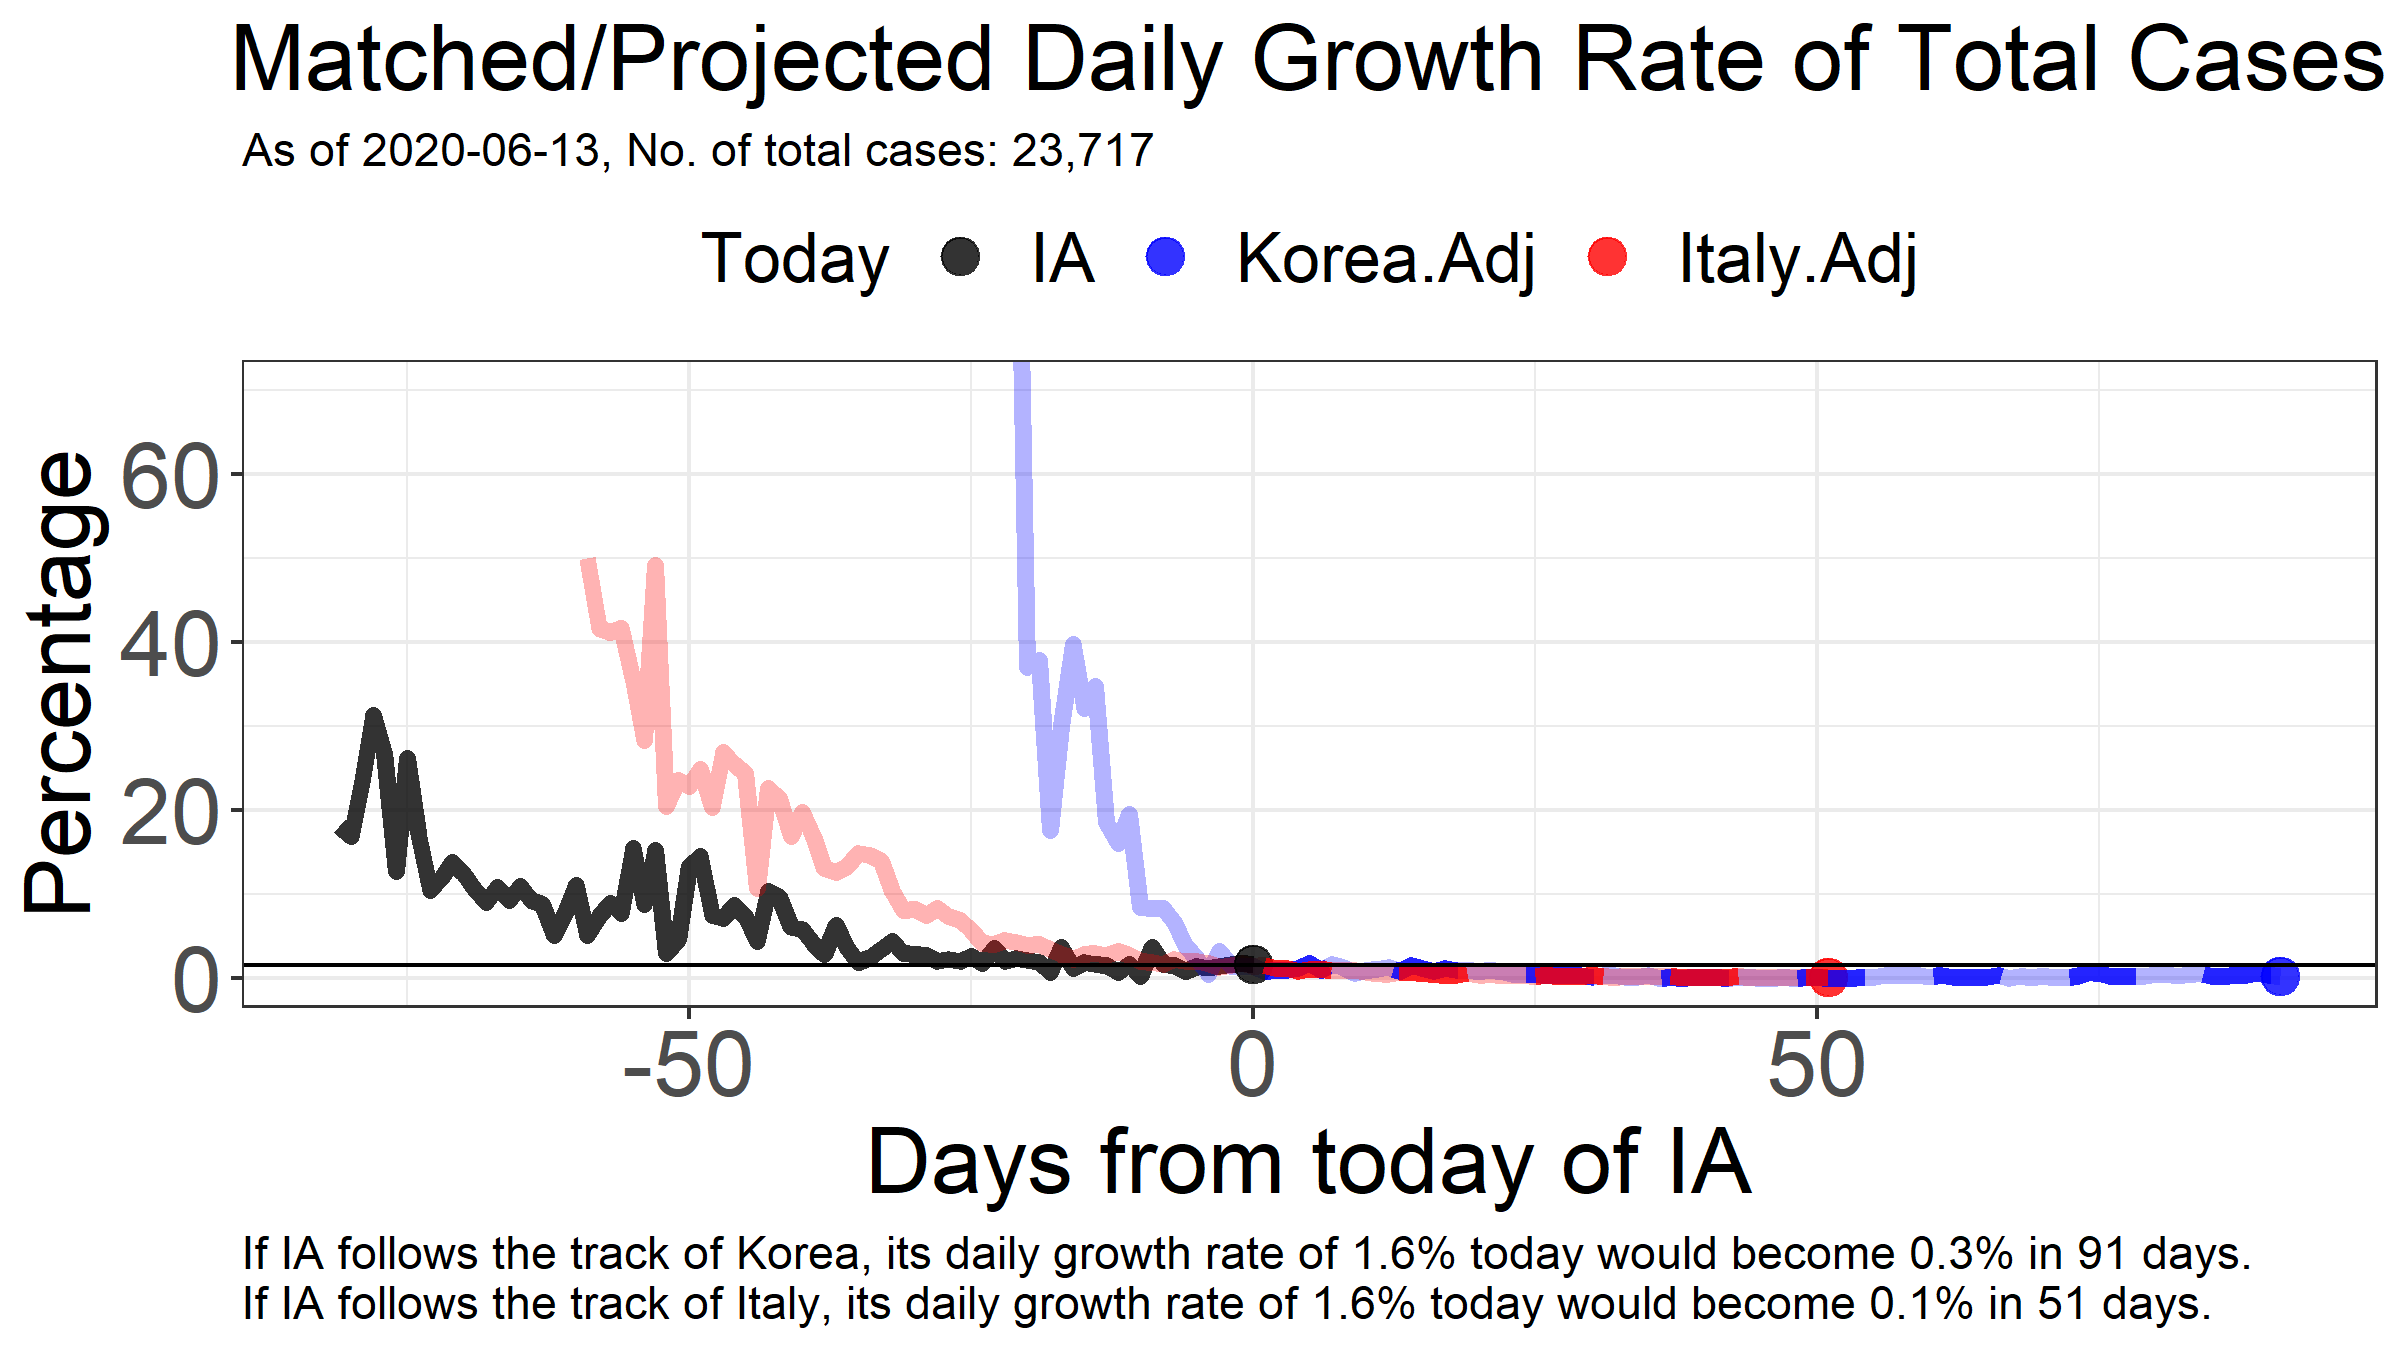 Matched/Projected Daily Growth Rate of Total Cases
As of 2020-06-13, No. of total cases: 23,717
Today IA Korea.Adj Italy.Adj
Percentage
60
40
20
0
-50 0 50
Days from today of IA
If IA follows the track of Korea, its daily growth rate of 1.6% today would become 0.3% in 91 days.
If IA follows the track of Italy, its daily growth rate of 1.6% today would become 0.1% in 51 days.